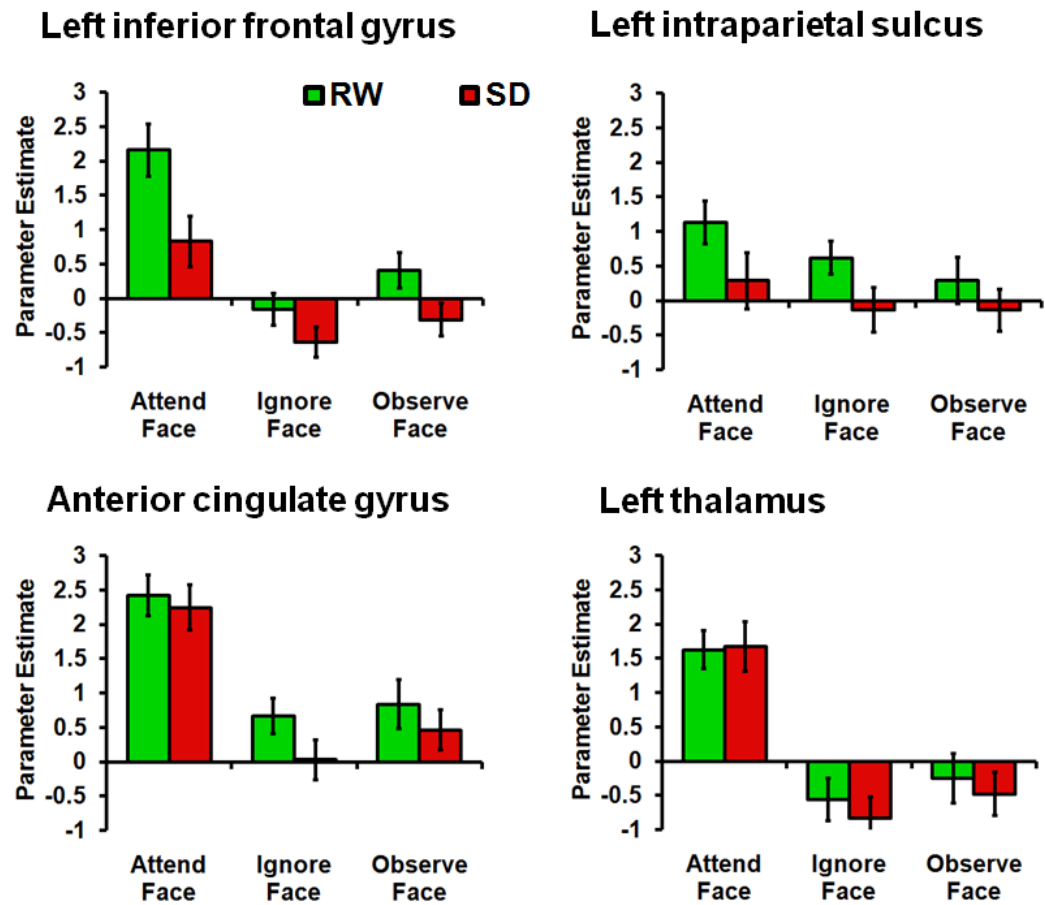 Left inferior frontal gyrus
RW SD
Parameter Estimate
3
2.5
2
1.5
1
0.5
0
-0.5
-1
Attend Face
Ignore Face
Observe Face
Left intraparietal sulcus
Parameter Estimate
3
2.5
2
1.5
1
0.5
0
-0.5
-1
Attend Face
Ignore Face
Observe Face
Anterior cingulate gyrus
Parameter Estimate
3
2.5
2
1.5
1
0.5
0
-0.5
-1
Attend Face
Ignore Face
Observe Face
Left thalamus
Parameter Estimate
3
2.5
2
1.5
1
0.5
0
-0.5
-1
Attend Face
Ignore Face
Observe Face